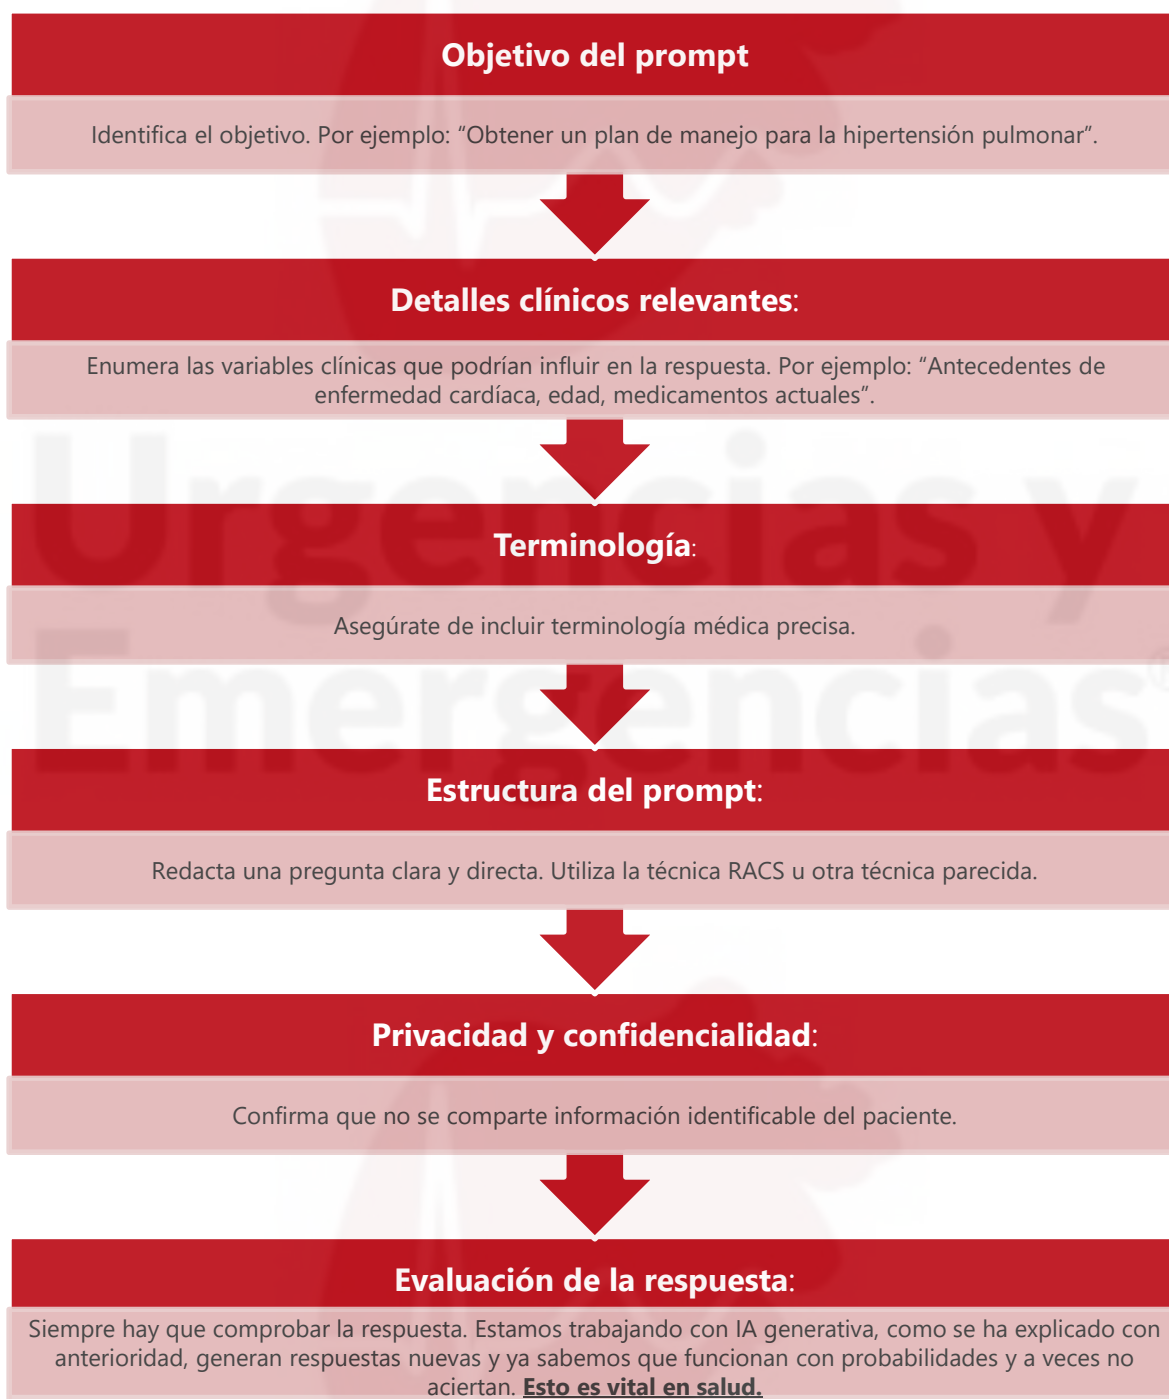 Objetivo del prompt
Identifica el objetivo. Por ejemplo: “Obtener un plan de manejo para la hipertensión pulmonar”.
Detalles clínicos relevantes:
Enumera las variables clínicas que podrían influir en la respuesta. Por ejemplo: “Antecedentes de
enfermedad cardíaca, edad, medicamentos actuales”.
Urgencias y
Terminología:
Asegúrate de incluir terminología médica precisa.
Emergencias®
Estructura del prompt:
Redacta una pregunta clara y directa. Utiliza la técnica RACS u otra técnica parecida.
Privacidad y confidencialidad:
Confirma que no se comparte información identificable del paciente.
Evaluación de la respuesta:
Siempre hay que comprobar la respuesta. Estamos trabajando con IA generativa, como se ha explicado con
anterioridad, generan respuestas nuevas y ya sabemos que funcionan con probabilidades y a veces no
aciertan. Esto es vital en salud.